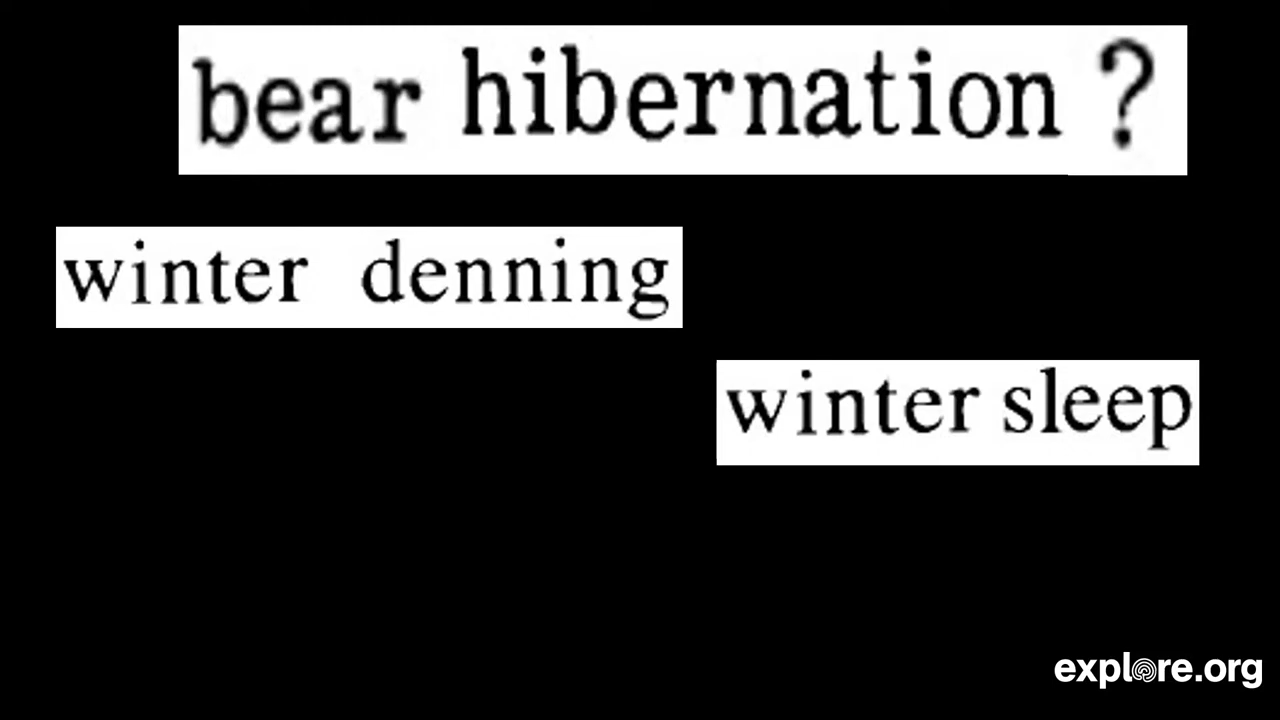 bear hibernation ?
winter denning
winter sleep
explore.org